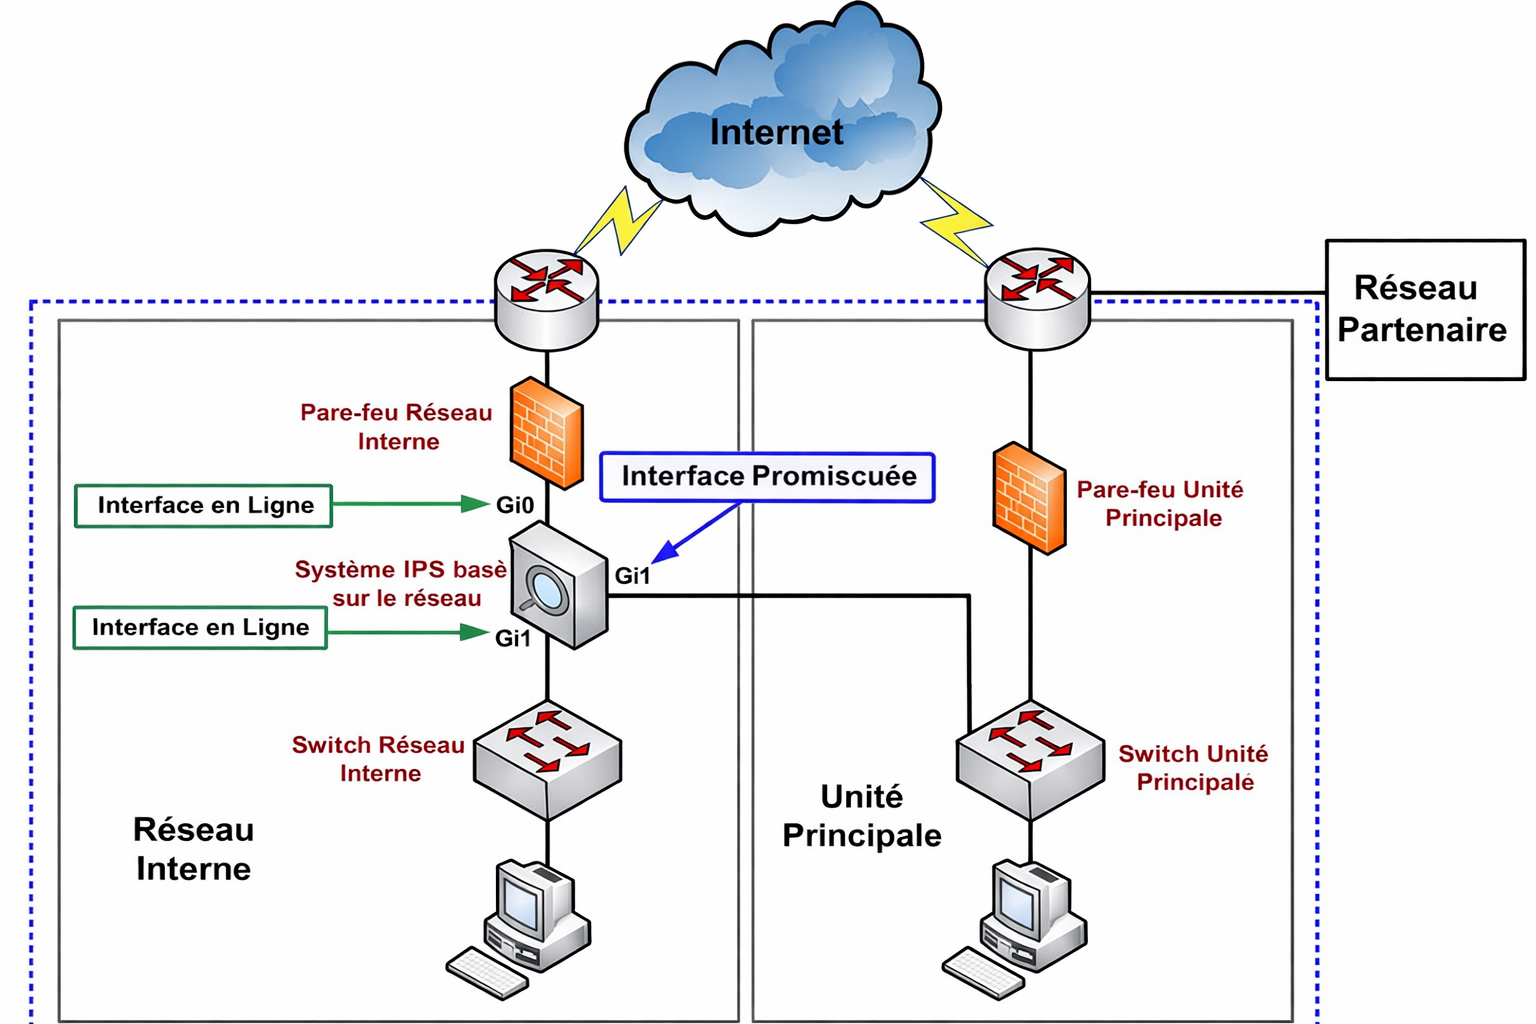 Internet
Réseau
Partenaire
Pare-feu Réseau
Interne
Interface Promiscuée
Interface en Ligne
Gi0
Pare-feu Unité
Principale
Système IPS basè
sur le réseau
Gi1
Interface en Ligne
Gi1
Switch Réseau
Interne
Switch Unité
Principale
Unité
Principale
Réseau
Interne